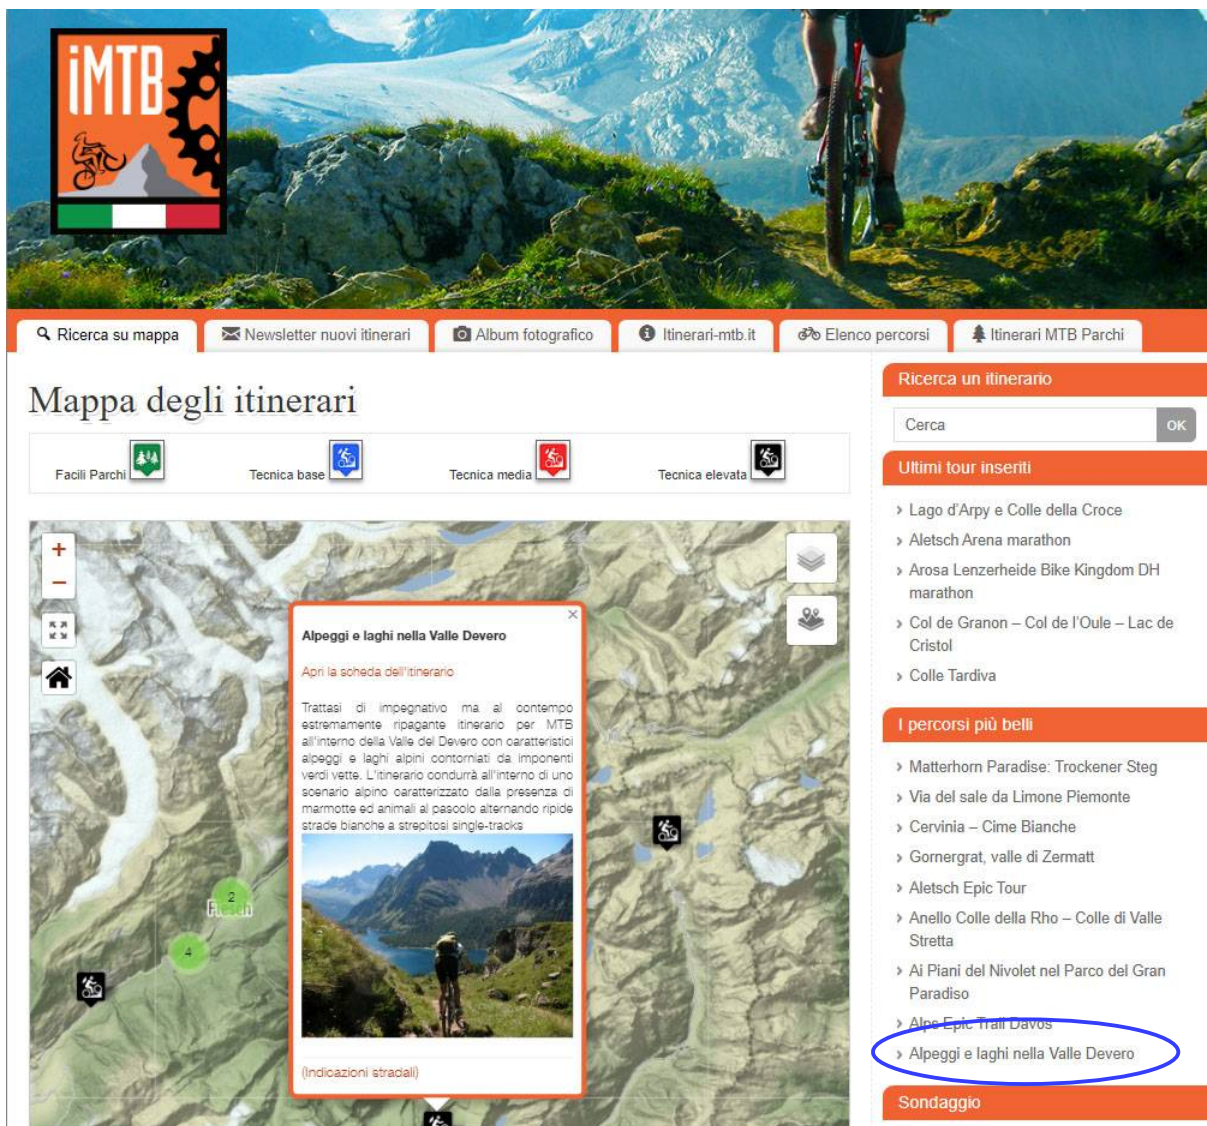 iMTB
Ricerca su mappa
Newsletter nuovi itinerari
Album fotografico
Itinerari-mtb.it
Elenco percorsi
Itinerari MTB Parchi
Mappa degli itinerari
Facili Parchi
Tecnica base
Tecnica media
Tecnica elevata
+
−
Alpeggi e laghi nella Valle Devero
×
Apri la scheda dell'itinerario
Trattasi di impegnativo ma al contempo
estremamente ripagante itinerario per MTB
all'interno della Valle del Devero con caratteristici
alpeggi e laghi alpini contorniati da imponenti
verdi vette. L'itinerario condurrà all'interno di uno
scenario alpino caratterizzato dalla presenza di
marmotte ed animali al pascolo alternando ripide
strade bianche a strepitosi single-tracks
(Indicazioni stradali)
2
Fiesch
4
Ricerca un itinerario
Cerca
OK
Ultimi tour inseriti
Lago d'Arpy e Colle della Croce
Aletsch Arena marathon
Arosa Lenzerheide Bike Kingdom DH
marathon
Col de Granon – Col de l'Oule – Lac de
Cristol
Colle Tardiva
I percorsi più belli
Matterhorn Paradise: Trockener Steg
Via del sale da Limone Piemonte
Cervinia – Cime Bianche
Gornergrat, valle di Zermatt
Aletsch Epic Tour
Anello Colle della Rho – Colle di Valle
Stretta
Ai Piani del Nivolet nel Parco del Gran
Paradiso
Alps Epic Trail Davos
Alpeggi e laghi nella Valle Devero
Sondaggio